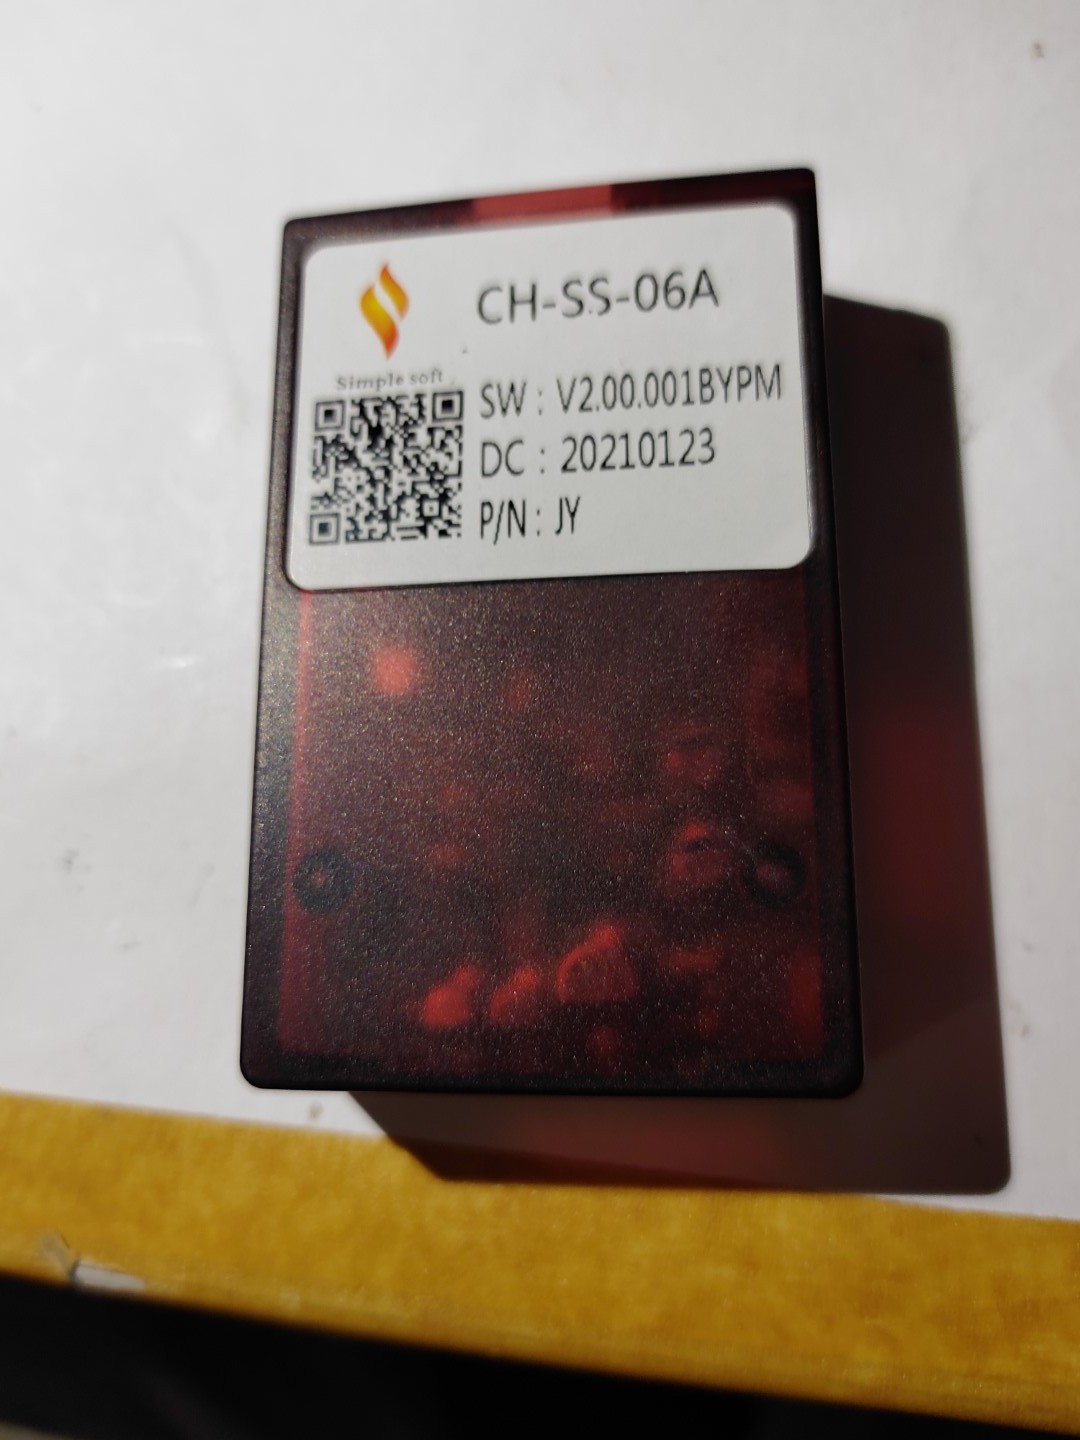 CH-SS-06A
Simple soft
SW : V2.00.001BYPM
DC : 20210123
P/N : JY